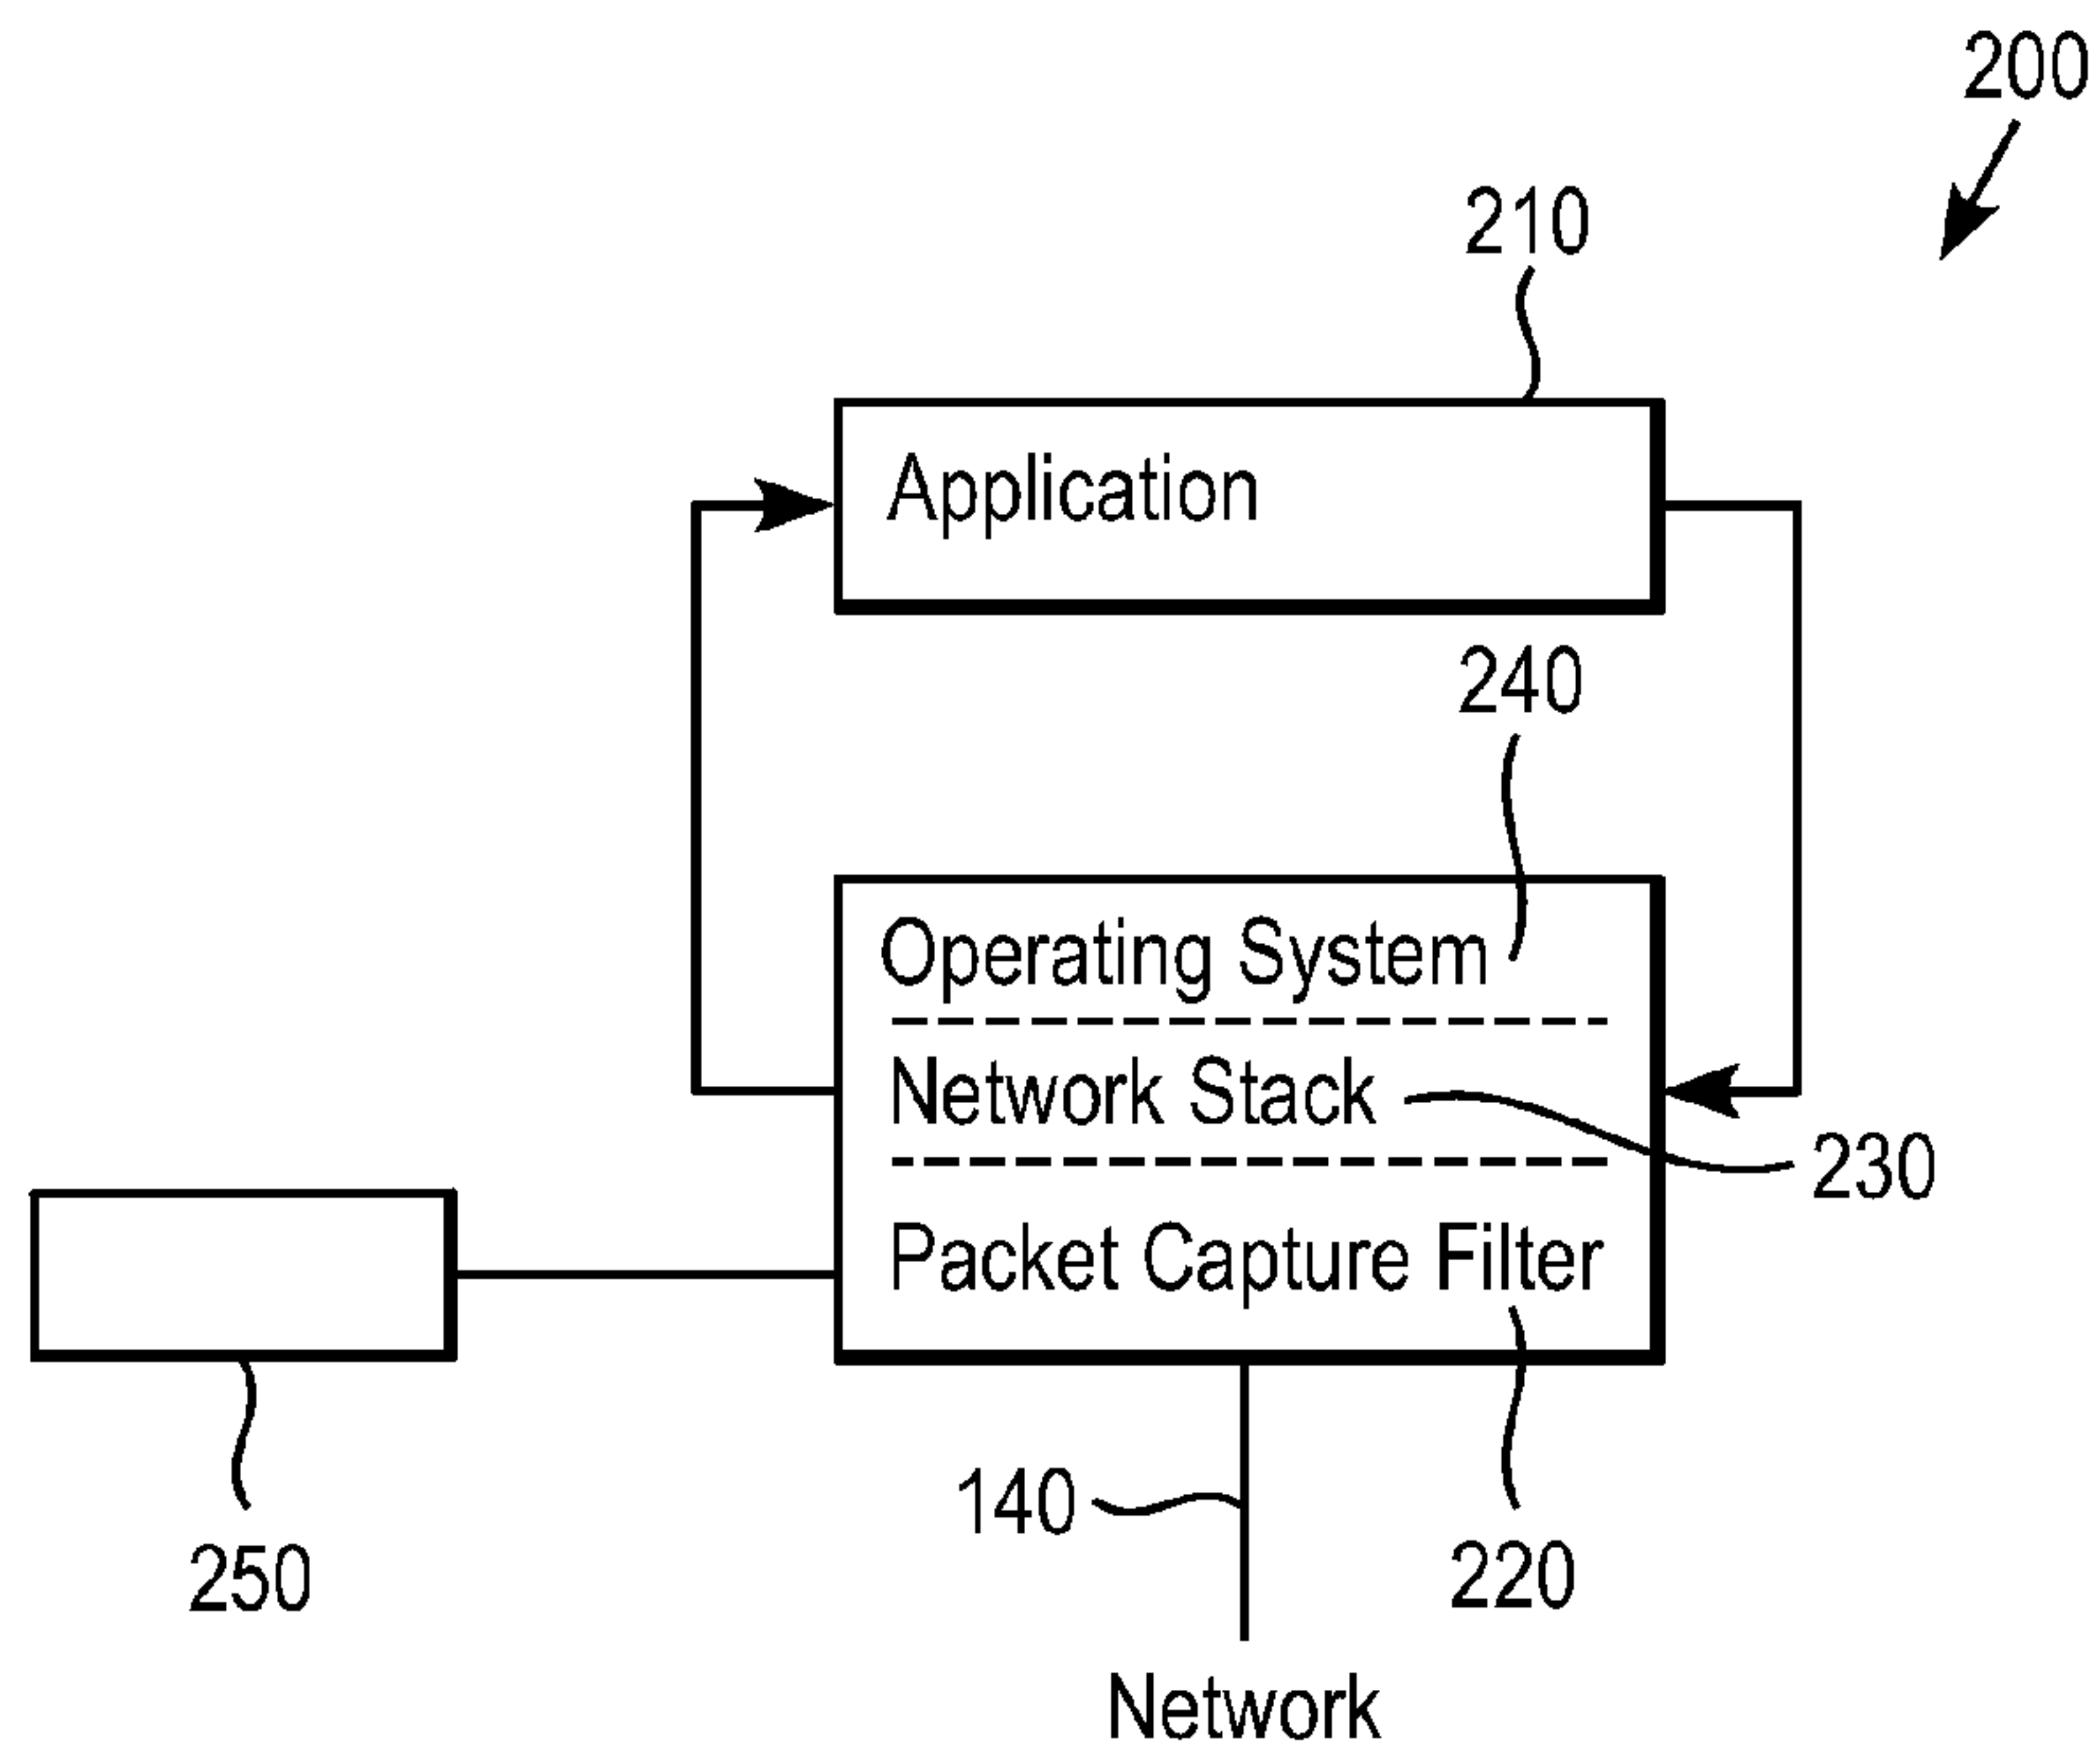 200
210
Application
240
Operating System
Network Stack
230
Packet Capture Filter
250
140
220
Network